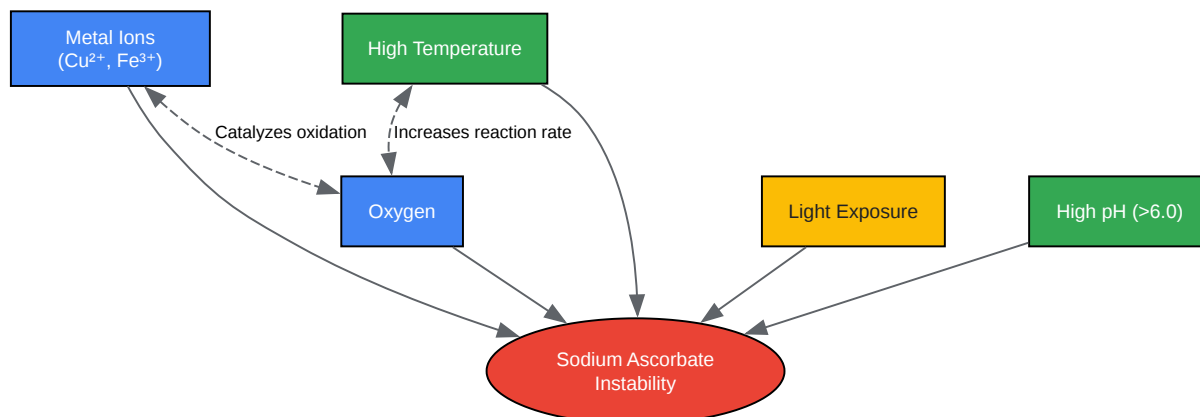 Metal Ions
(Cu²⁺, Fe³⁺)
High Temperature
Catalyzes oxidation
Increases reaction rate
Oxygen
Light Exposure
High pH (>6.0)
Sodium Ascorbate
Instability